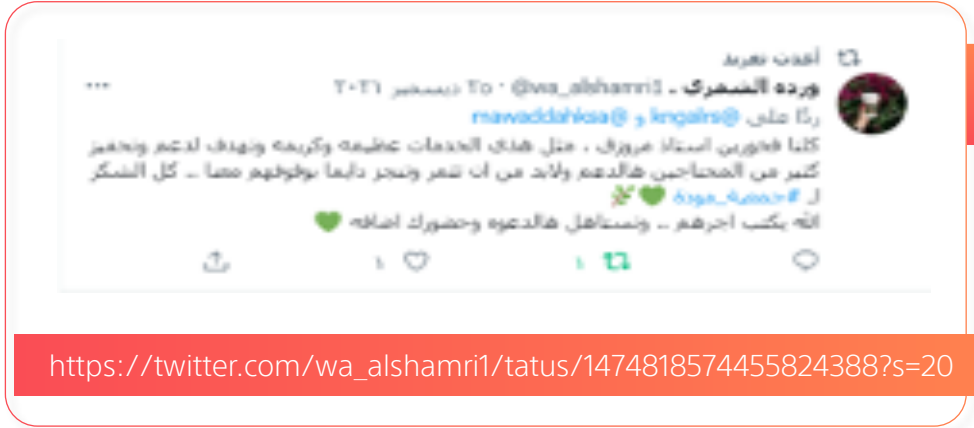 أعدت تغريد
ورده الشمري .. @wa_alshamri1 · ٢٥ ديسمبر ٢٠٢١
ردًا على @kngalrs و @mawaddahksa
كلنا فخورين استاذ مرزوق ، مثل هذي الخدمات عظيمه وكريمه وتهدف لدعم وتحفيز
كثير من المحتاجين هالدعم ولابد من ان تثمر وتنجز دايما بوقوفهم معنا .. كل الشكر
لـ #جمعية_مودة 💚🌿
الله يكتب اجرهم .. وتستاهل هالدعوه وحضورك اضافه 💚
١ ١
https://twitter.com/wa_alshamri1/tatus/1474818574455824388?s=20